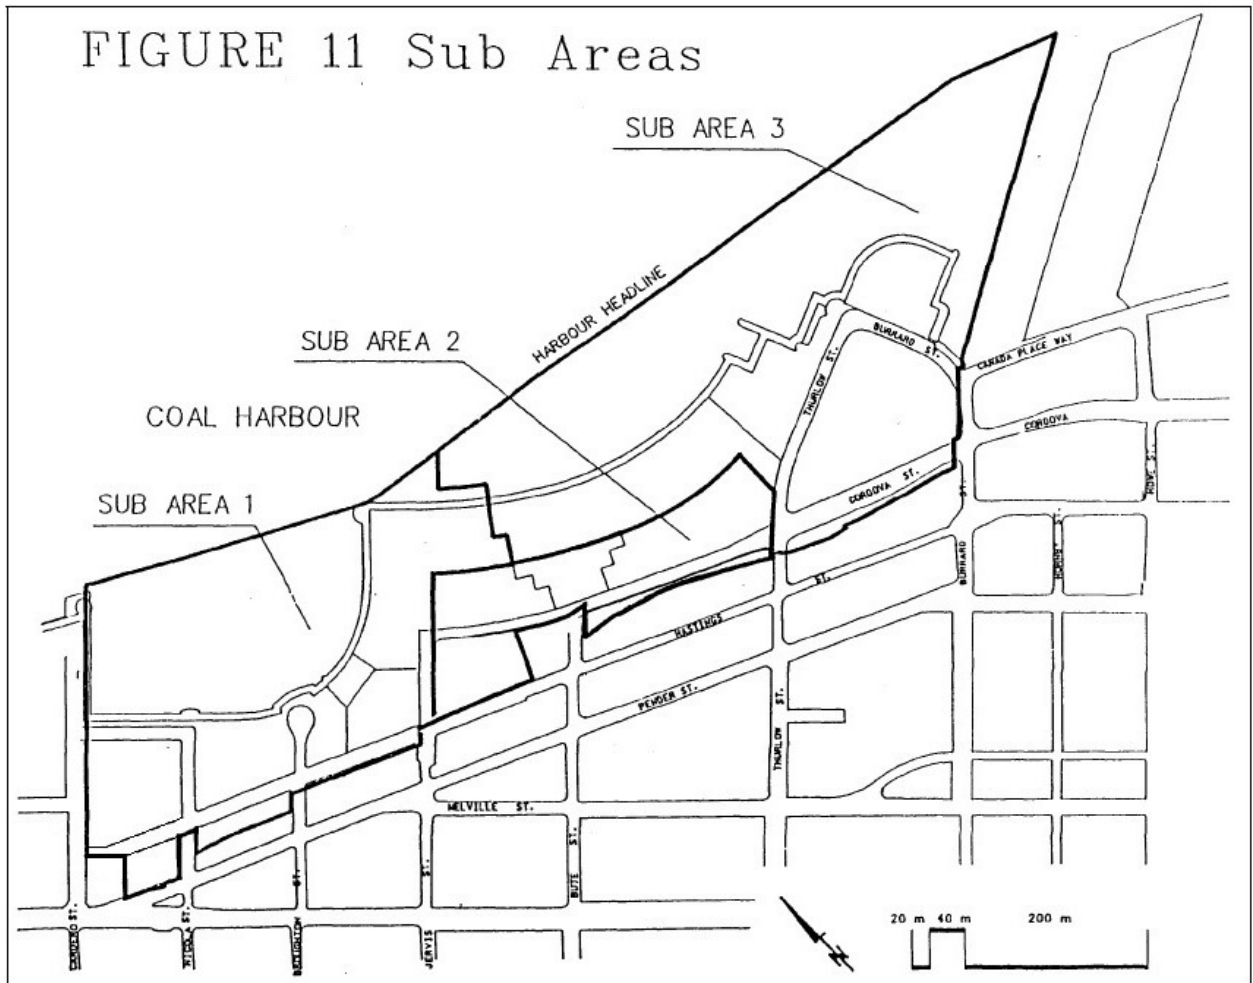 FIGURE 11 Sub Areas
SUB AREA 3
HARBOUR HEADLINE
SUB AREA 2
COAL HARBOUR
SUB AREA 1
BURRARD ST.
THURLOW ST.
CANADA PLACE WAY
CORDOVA
CORDOVA ST.
HOWE ST.
HORNBY ST.
BURRARD ST.
HASTINGS ST.
PENDER ST.
THURLOW ST.
MELVILLE ST.
CARDERO ST.
NICOLA ST.
BROUGHTON ST.
JERVIS ST.
BUTE ST.
N
20 m 40 m 200 m